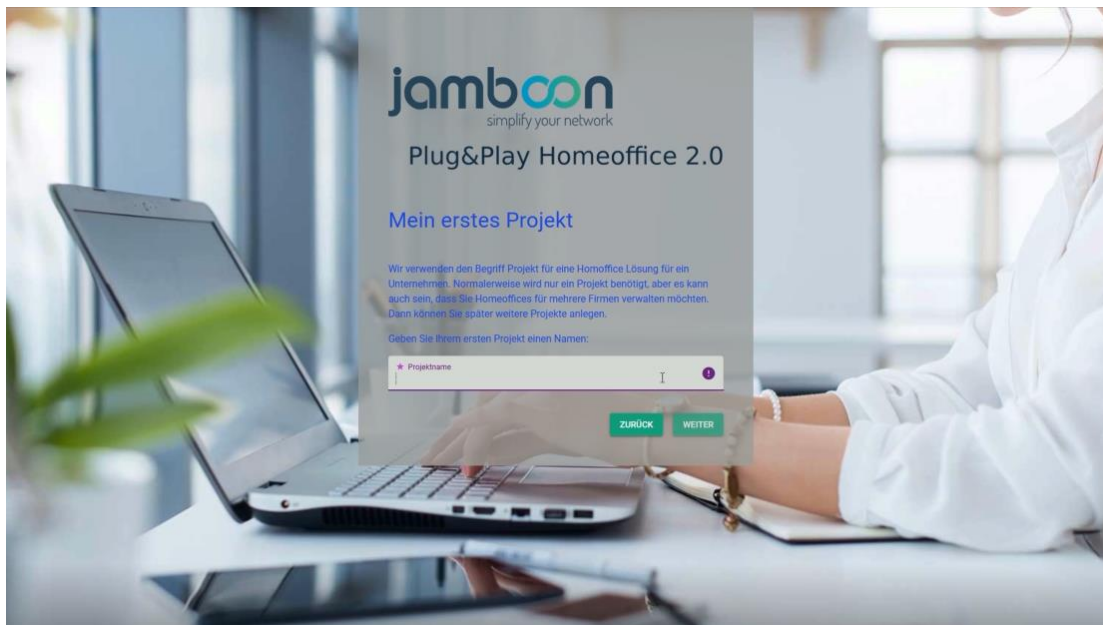 jamboon
simplify your network
Plug&Play Homeoffice 2.0
Mein erstes Projekt
Wir verwenden den Begriff Projekt für eine Homoffice Lösung für ein
Unternehmen. Normalerweise wird nur ein Projekt benötigt, aber es kann
auch sein, dass Sie Homeoffices für mehrere Firmen verwalten möchten.
Dann können Sie später weitere Projekte anlegen.
Geben Sie Ihrem ersten Projekt einen Namen:
* Projektname
ZURÜCK WEITER